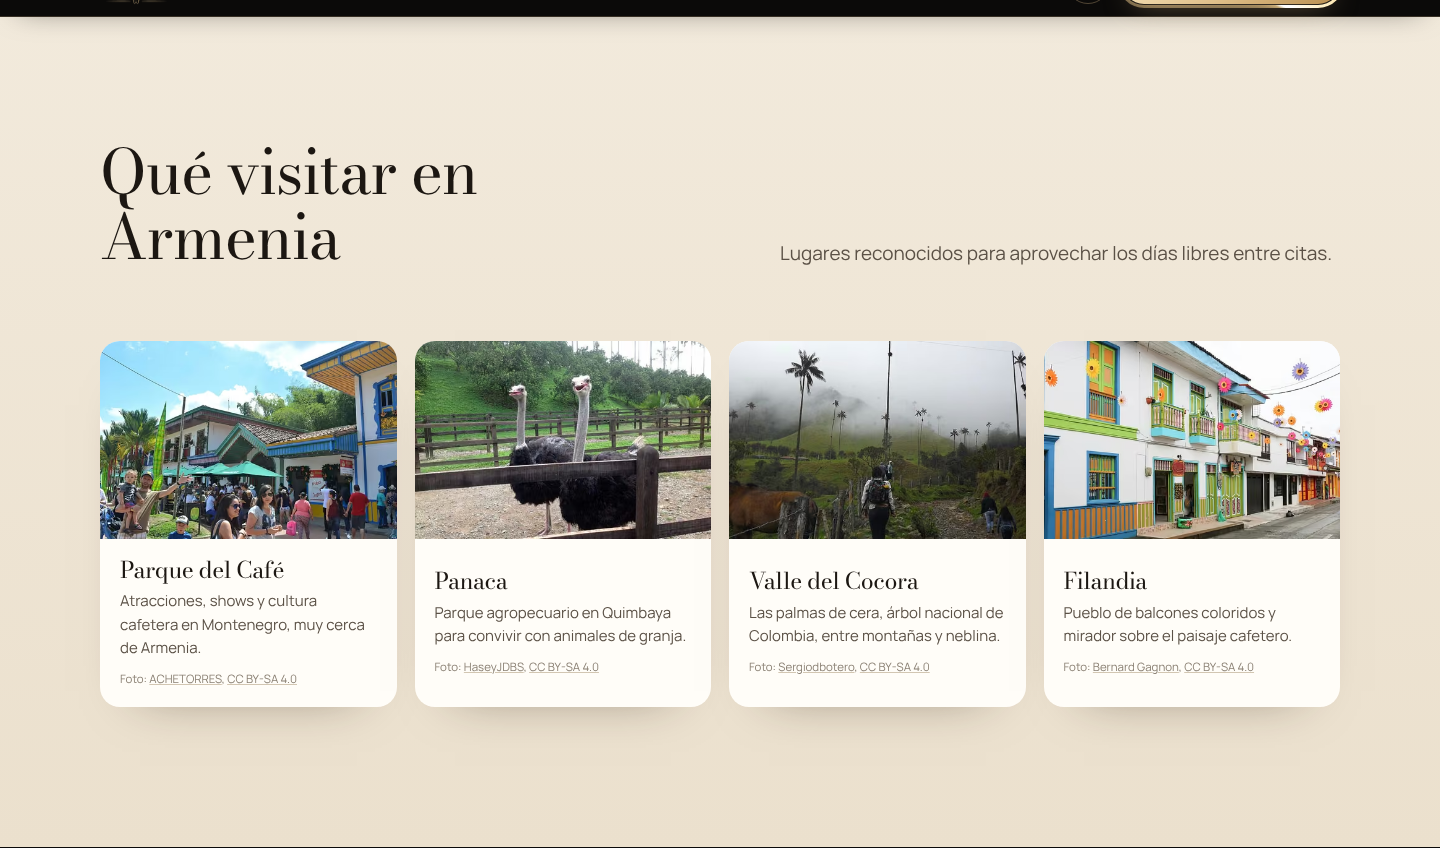 Qué visitar en
Armenia
Lugares reconocidos para aprovechar los días libres entre citas.
Parque del Café
Atracciones, shows y cultura
cafetera en Montenegro, muy cerca
de Armenia.
Foto: ACHETORRES, CC BY-SA 4.0
Panaca
Parque agropecuario en Quimbaya
para convivir con animales de granja.
Foto: HaseyJDBS, CC BY-SA 4.0
Valle del Cocora
Las palmas de cera, árbol nacional de
Colombia, entre montañas y neblina.
Foto: Sergiodbotero, CC BY-SA 4.0
Filandia
Pueblo de balcones coloridos y
mirador sobre el paisaje cafetero.
Foto: Bernard Gagnon, CC BY-SA 4.0